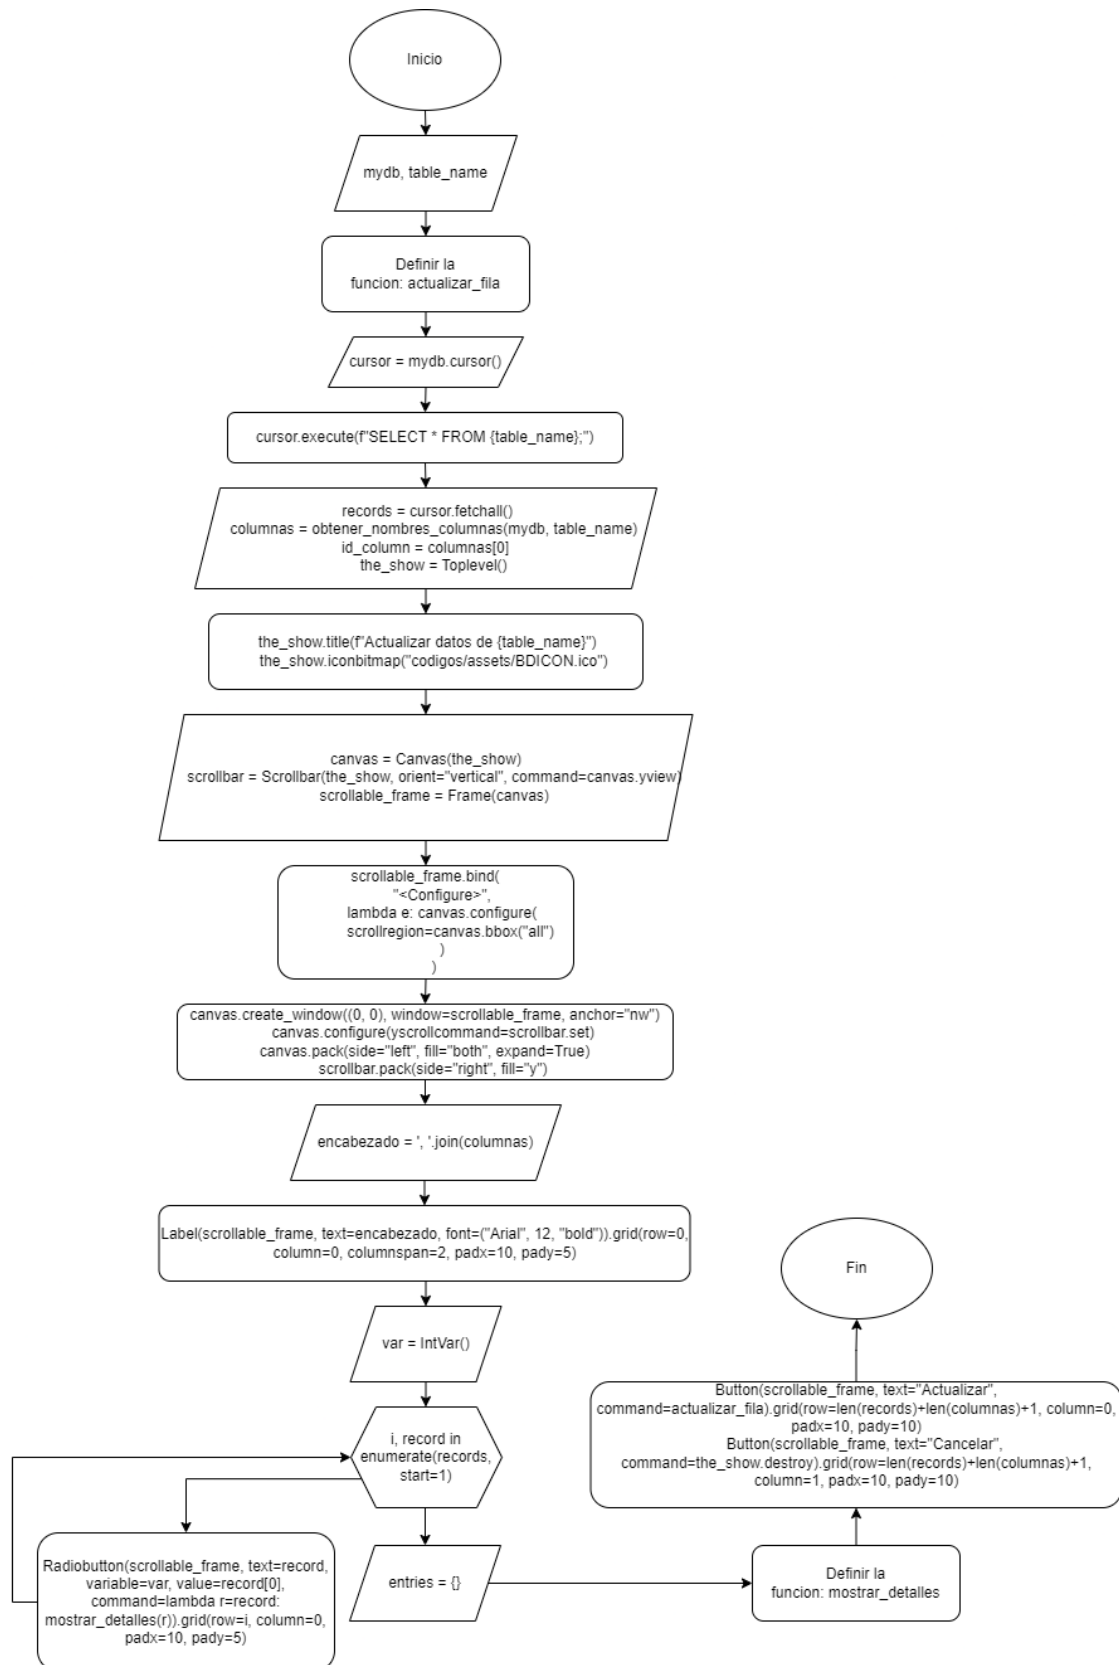 Inicio
mydb, table_name
Definir la
funcion: actualizar_fila
cursor = mydb.cursor()
cursor.execute(f"SELECT * FROM {table_name};")
records = cursor.fetchall()
columnas = obtener_nombres_columnas(mydb, table_name)
id_column = columnas[0]
the_show = Toplevel()
the_show.title(f"Actualizar datos de {table_name}")
the_show.iconbitmap("codigos/assets/BDICON.ico")
canvas = Canvas(the_show)
scrollbar = Scrollbar(the_show, orient="vertical", command=canvas.yview)
scrollable_frame = Frame(canvas)
scrollable_frame.bind(
"<Configure>",
lambda e: canvas.configure(
scrollregion=canvas.bbox("all")
)
)
canvas.create_window((0, 0), window=scrollable_frame, anchor="nw")
canvas.configure(yscrollcommand=scrollbar.set)
canvas.pack(side="left", fill="both", expand=True)
scrollbar.pack(side="right", fill="y")
encabezado = ', '.join(columnas)
Label(scrollable_frame, text=encabezado, font=("Arial", 12, "bold")).grid(row=0,
column=0, columnspan=2, padx=10, pady=5)
var = IntVar()
i, record in
enumerate(records,
start=1)
Radiobutton(scrollable_frame, text=record,
variable=var, value=record[0],
command=lambda r=record:
mostrar_detalles(r)).grid(row=i, column=0,
padx=10, pady=5)
entries = {}
Definir la
funcion: mostrar_detalles
Button(scrollable_frame, text="Actualizar",
command=actualizar_fila).grid(row=len(records)+len(columnas)+1, column=0,
padx=10, pady=10)
Button(scrollable_frame, text="Cancelar",
command=the_show.destroy).grid(row=len(records)+len(columnas)+1,
column=1, padx=10, pady=10)
Fin